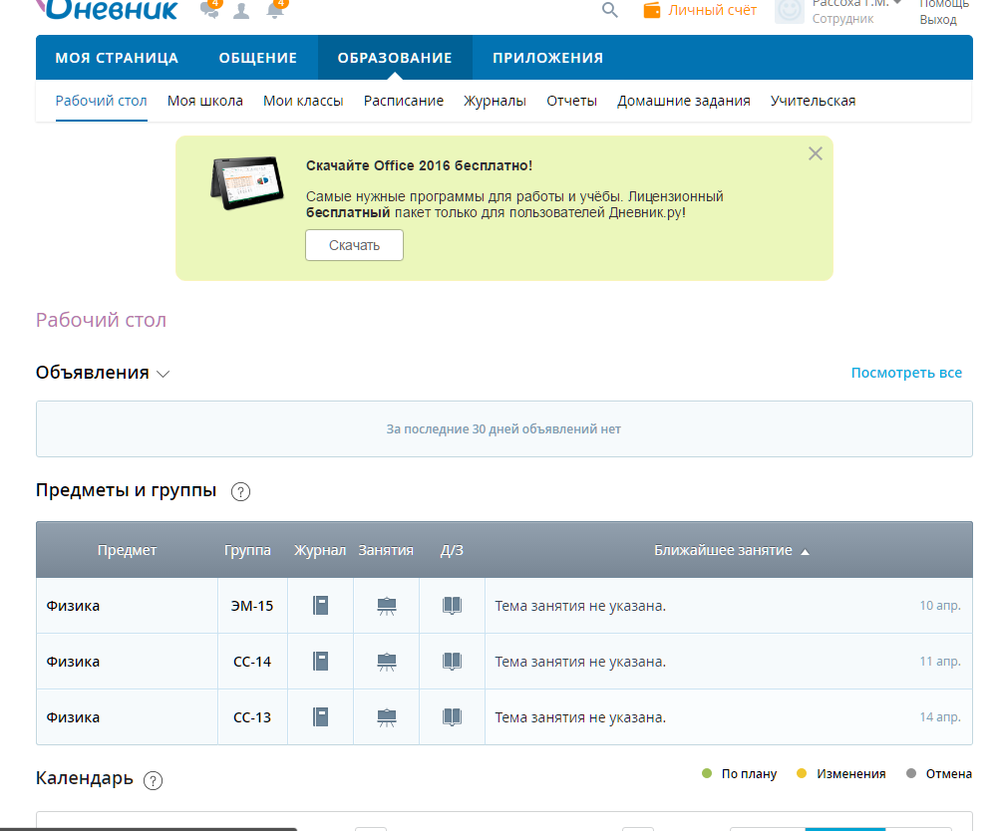 Дневник
4
4
Личный счёт
Рассоха Г.М.
Сотрудник
Помощь
Выход
МОЯ СТРАНИЦА ОБЩЕНИЕ ОБРАЗОВАНИЕ ПРИЛОЖЕНИЯ
Рабочий стол Моя школа Мои классы Расписание Журналы Отчеты Домашние задания Учительская
Скачайте Office 2016 бесплатно!
Самые нужные программы для работы и учёбы. Лицензионный
бесплатный пакет только для пользователей Дневник.ру!
Скачать
Рабочий стол
Объявления
Посмотреть все
За последние 30 дней объявлений нет
Предметы и группы ?
Предмет Группа Журнал Занятия Д/З Ближайшее занятие
Физика ЭМ-15 Тема занятия не указана. 10 апр.
Физика СС-14 Тема занятия не указана. 11 апр.
Физика СС-13 Тема занятия не указана. 14 апр.
Календарь ?
По плану Изменения Отмена